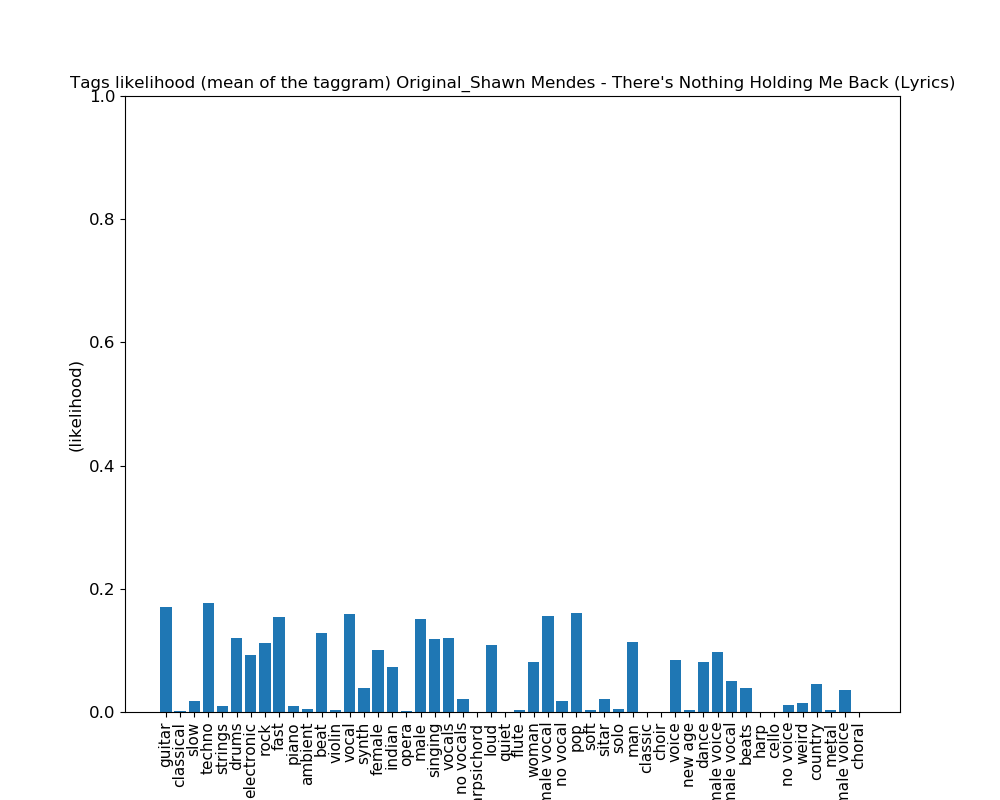 Tags likelihood (mean of the taggram) Original_Shawn Mendes - There's Nothing Holding Me Back (Lyrics)
1.0
0.8
0.6
0.4
0.2
0.0
(likelihood)
guitar
classical
slow
techno
strings
drums
electronic
rock
fast
piano
ambient
beat
violin
vocal
synth
female
indian
opera
male
singing
vocals
no vocals
arpsichord
loud
quiet
flute
woman
male vocal
no vocal
pop
soft
sitar
solo
man
classic
choir
voice
new age
dance
male voice
male vocal
beats
harp
cello
no voice
weird
country
metal
male voice
choral